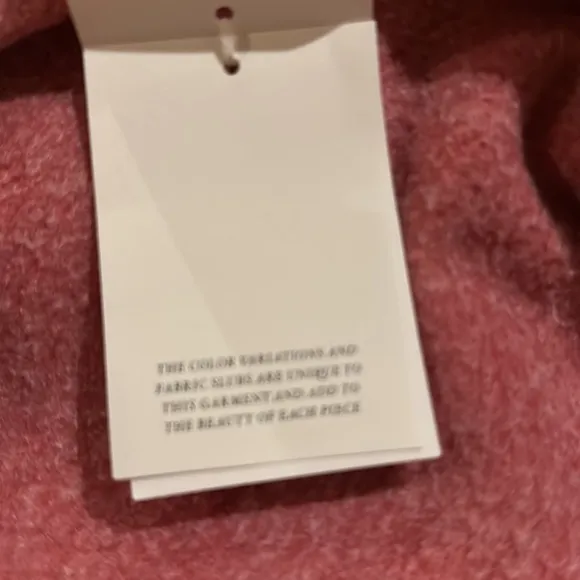 THE COLOR VARIATIONS AND
FABRIC SLUBS ARE UNIQUE TO
THIS GARMENT AND ADD TO
THE BEAUTY OF EACH PIECE